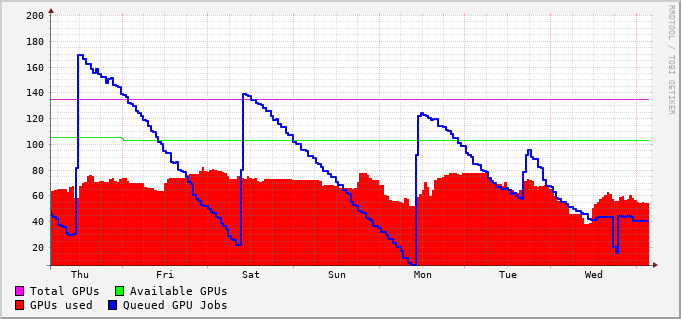 200
180
160
140
120
100
80
60
40
20
Thu Fri Sat Sun Mon Tue Wed
Total GPUs Available GPUs
GPUs used Queued GPU Jobs
RRDTOOL / TOBI OETIKER